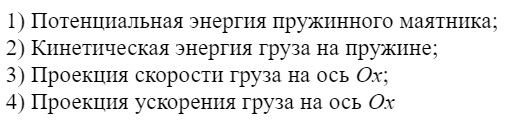 1) Потенциальная энергия пружинного маятника;
2) Кинетическая энергия груза на пружине;
3) Проекция скорости груза на ось Ox;
4) Проекция ускорения груза на ось Ox